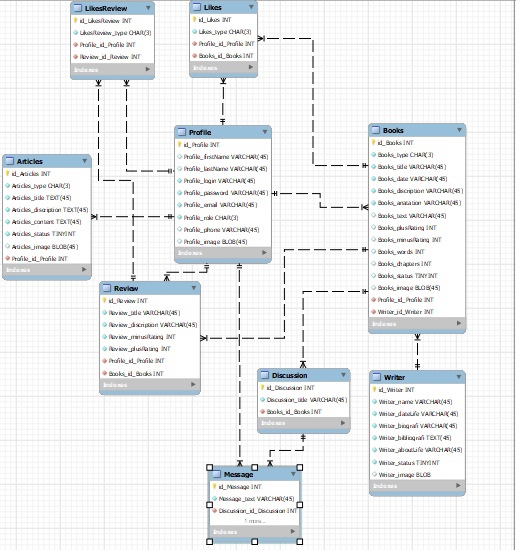 LikesReview
id_LikesReview INT
LikesReview_type CHAR(3)
Profile_id_Profile INT
Review_id_Review INT
Indexes
Likes
id_Likes INT
Likes_type CHAR(3)
Profile_id_Profile INT
Books_id_Books INT
Indexes
Profile
id_Profile INT
Profile_firstName VARCHAR(45)
Profile_lastName VARCHAR(45)
Profile_login VARCHAR(45)
Profile_password VARCHAR(45)
Profile_email VARCHAR(45)
Profile_role CHAR(3)
Profile_phone VARCHAR(45)
Profile_image BLOB(45)
Indexes
Books
id_Books INT
Books_type CHAR(3)
Books_title VARCHAR(45)
Books_date VARCHAR(45)
Books_dscription VARCHAR(45)
Books_anatation VARCHAR(45)
Books_text VARCHAR(45)
Books_plusRating INT
Books_minusRating INT
Books_words INT
Books_chapters INT
Books_status TINYINT
Books_image BLOB(45)
Profile_id_Profile INT
Writer_id_Writer INT
Indexes
Articles
id_Articles INT
Articles_type CHAR(3)
Articles_title TEXT(45)
Articles_discription TEXT(45)
Articles_content TEXT(45)
Articles_status TINYINT
Articles_image BLOB(45)
Profile_id_Profile INT
Indexes
Review
id_Review INT
Review_title VARCHAR(45)
Review_discription VARCHAR(45)
Review_minusRating INT
Review_plusRating INT
Profile_id_Profile INT
Books_id_Books INT
Indexes
Discussion
id_Discussion INT
Discussion_title VARCHAR(45)
Books_id_Books INT
Indexes
Writer
id_Writer INT
Writer_name VARCHAR(45)
Writer_dateLife VARCHAR(45)
Writer_biografi VARCHAR(45)
Writer_bibliografi TEXT(45)
Writer_aboutLife VARCHAR(45)
Writer_status TINYINT
Writer_image BLOB
Indexes
Message
id_Message INT
Message_text VARCHAR(45)
Discussion_id_Discussion INT
1 more...
Indexes